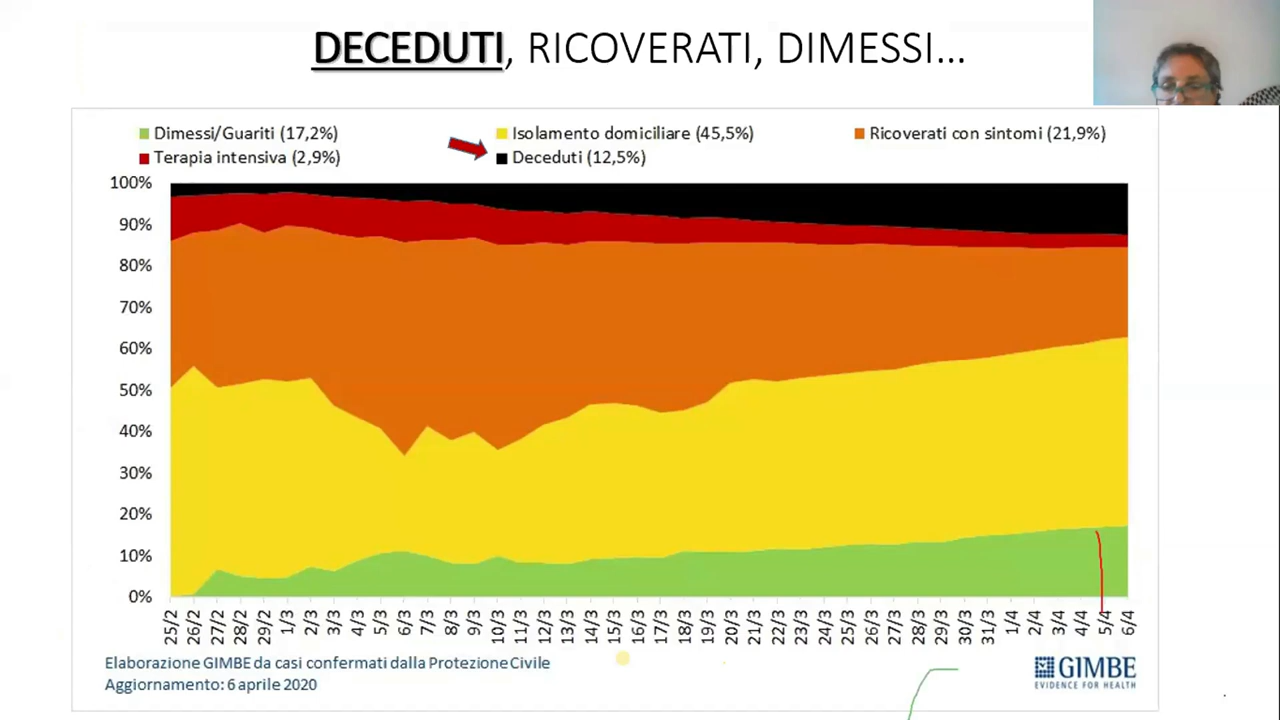 DECEDUTI, RICOVERATI, DIMESSI...
Dimessi/Guariti (17,2%) Isolamento domiciliare (45,5%) Ricoverati con sintomi (21,9%)
Terapia intensiva (2,9%) Deceduti (12,5%)
100%
90%
80%
70%
60%
50%
40%
30%
20%
10%
0%
25/2 26/2 27/2 28/2 29/2 1/3 2/3 3/3 4/3 5/3 6/3 7/3 8/3 9/3 10/3 11/3 12/3 13/3 14/3 15/3 16/3 17/3 18/3 19/3 20/3 21/3 22/3 23/3 24/3 25/3 26/3 27/3 28/3 29/3 30/3 31/3 1/4 2/4 3/4 4/4 5/4 6/4
Elaborazione GIMBE da casi confermati dalla Protezione Civile
Aggiornamento: 6 aprile 2020
GIMBE
EVIDENCE FOR HEALTH